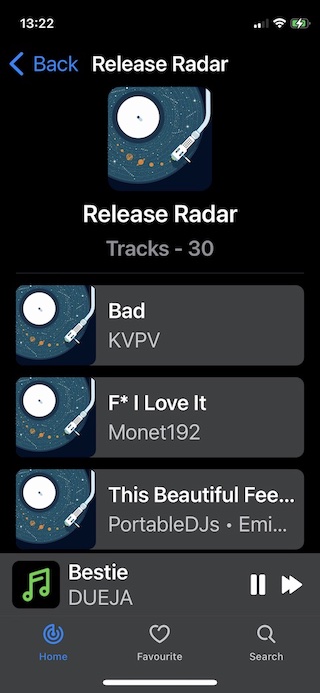 13:22
Back Release Radar
Release Radar
Tracks - 30
Bad
KVPV
F* I Love It
Monet192
This Beautiful Fee...
PortableDJs • Emi...
Bestie
DUEJA
Home Favourite Search